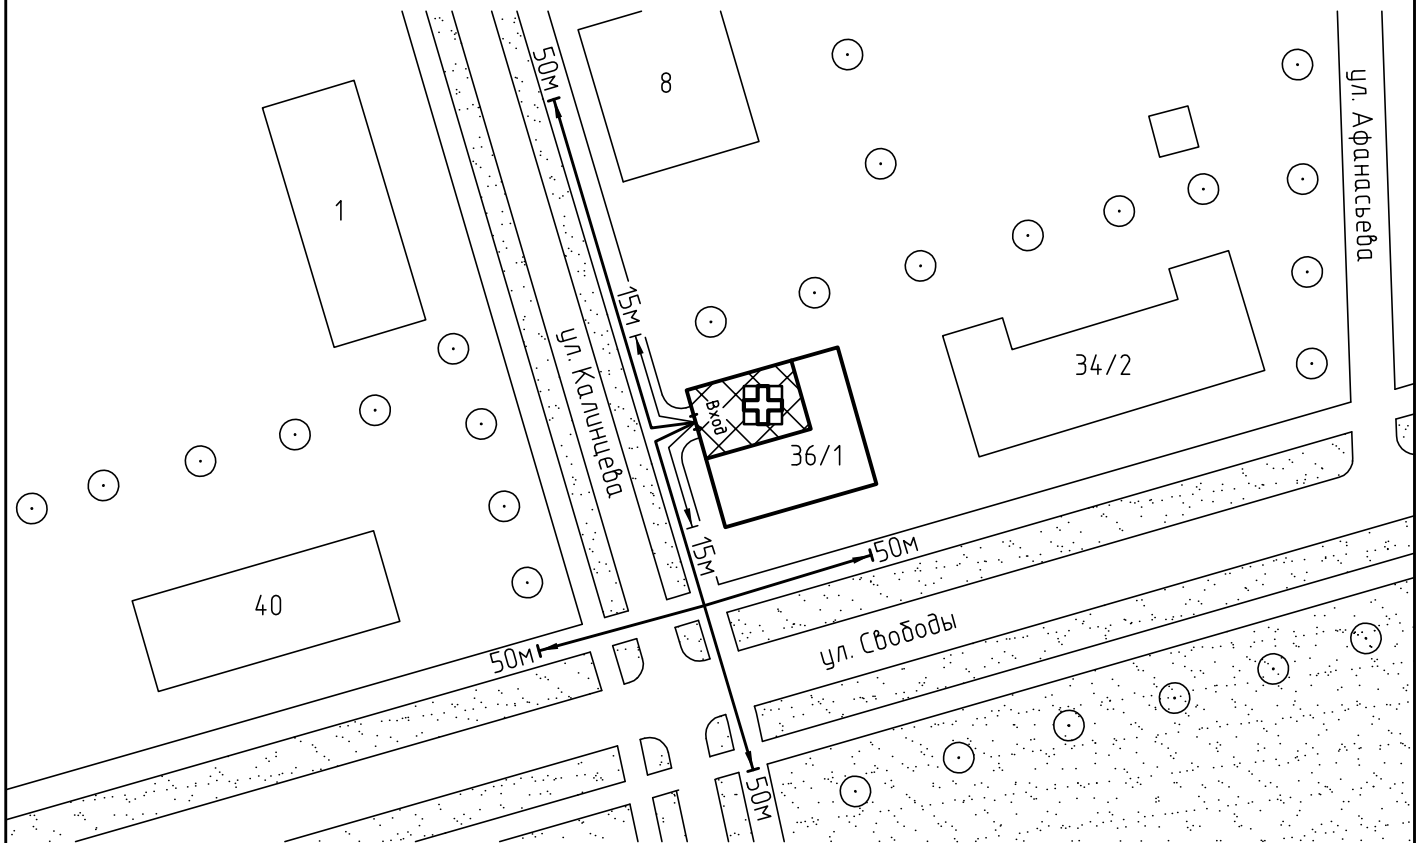 50м
8
ул. Афанасьева
1
15м
ул. Калинцева
34/2
Вход
36/1
50м
15м
40
ул. Свободы
50м
50м